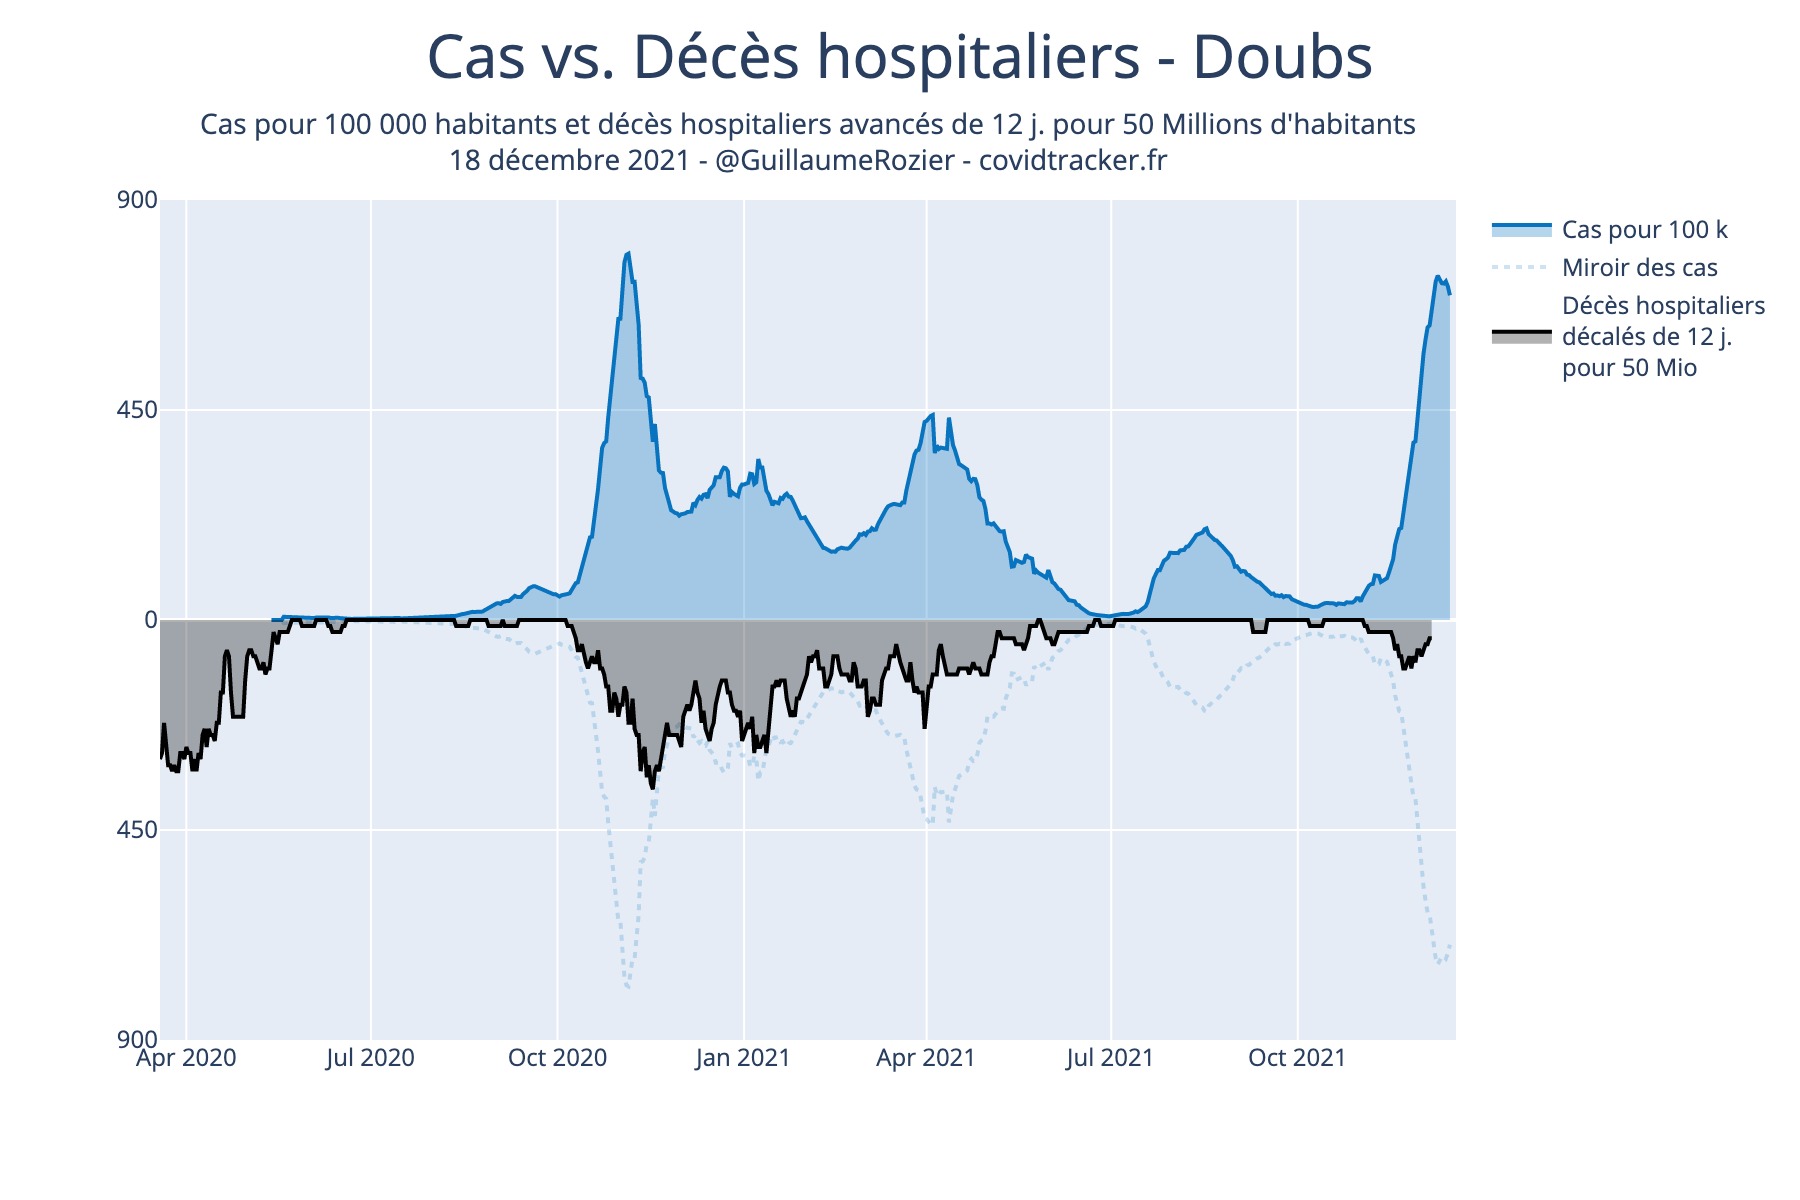 Cas vs. Décès hospitaliers - Doubs
Cas pour 100 000 habitants et décès hospitaliers avancés de 12 j. pour 50 Millions d'habitants
18 décembre 2021 - @GuillaumeRozier - covidtracker.fr
900
450
0
450
900
Apr 2020
Jul 2020
Oct 2020
Jan 2021
Apr 2021
Jul 2021
Oct 2021
Cas pour 100 k
Miroir des cas
Décès hospitaliers
décalés de 12 j.
pour 50 Mio